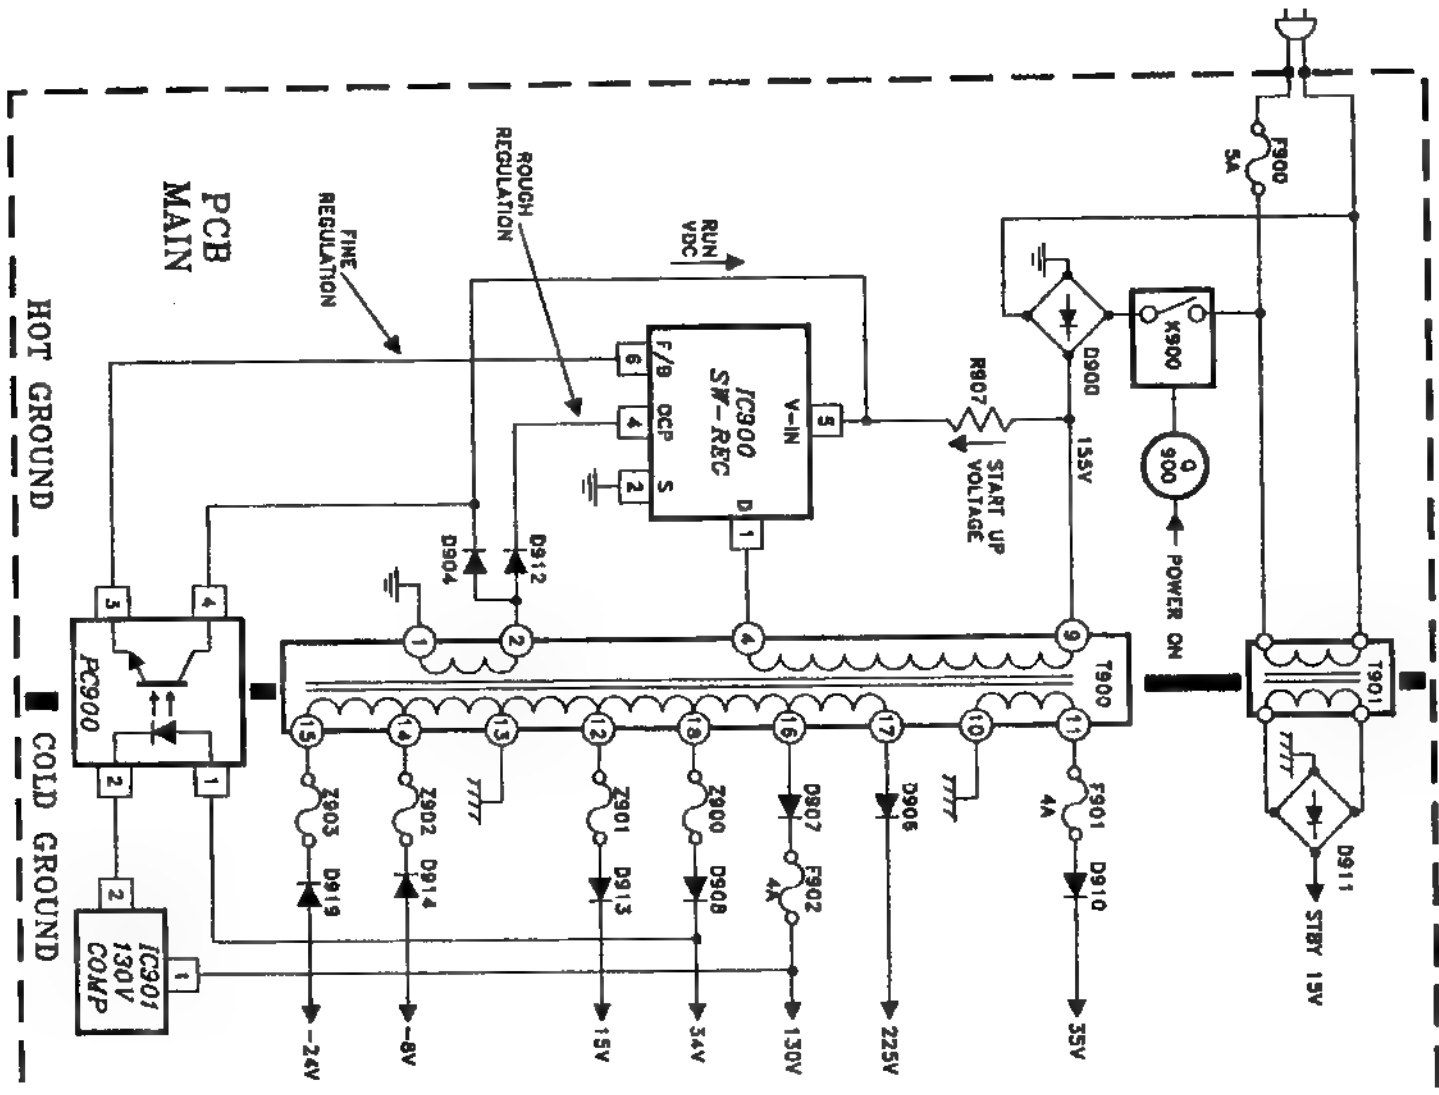 F900
5A
ROUGH
REGULATION
PCB
MAIN
FINE
REGULATION
RUN
VDC
HOT GROUND
X900
D900
R907
155V
START UP
VOLTAGE
Q
900
POWER ON
IC900
SW-REG
V-IN
5
F/B
6
OCP
4
S
2
D
1
D904
D912
3
4
PC900
2
1
1
2
4
9
T900
T901
15
14
13
12
18
16
17
10
11
COLD GROUND
Z903
Z902
Z901
Z900
D907
D906
F901
4A
D919
D914
D913
D908
F902
4A
D910
D911
2
IC901
130V
COMP
1
STBY 15V
-24V
-8V
15V
34V
130V
225V
35V